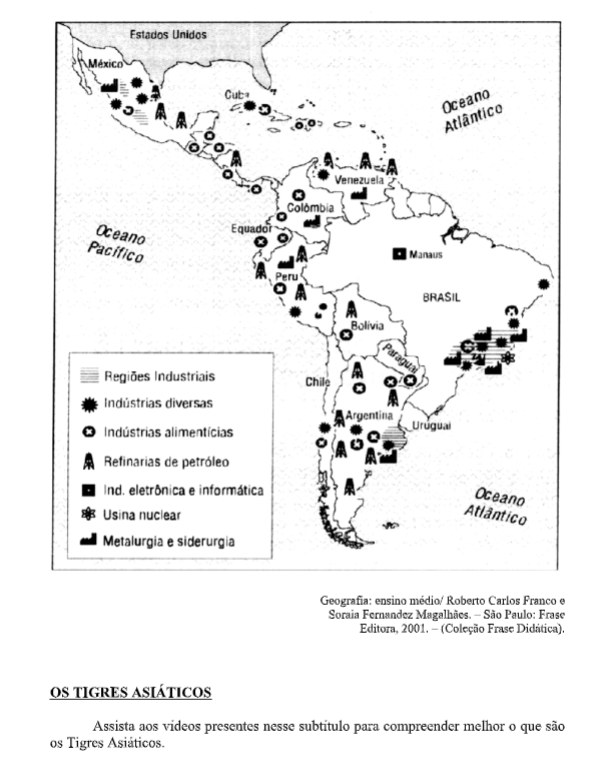 Estados Unidos
México
Cuba
Oceano
Atlântico
Venezuela
Colômbia
Equador
Oceano
Pacífico
Manaus
Peru
BRASIL
Bolívia
Paraguai
Chile
Argentina
Uruguai
Oceano
Atlântico
Regiões Industriais
Indústrias diversas
Indústrias alimentícias
Refinarias de petróleo
Ind. eletrônica e informática
Usina nuclear
Metalurgia e siderurgia
Geografia: ensino médio/ Roberto Carlos Franco e
Soraia Fernandez Magalhães. – São Paulo: Frase
Editora, 2001. – (Coleção Frase Didática).
OS TIGRES ASIÁTICOS
Assista aos vídeos presentes nesse subtítulo para compreender melhor o que são
os Tigres Asiáticos.